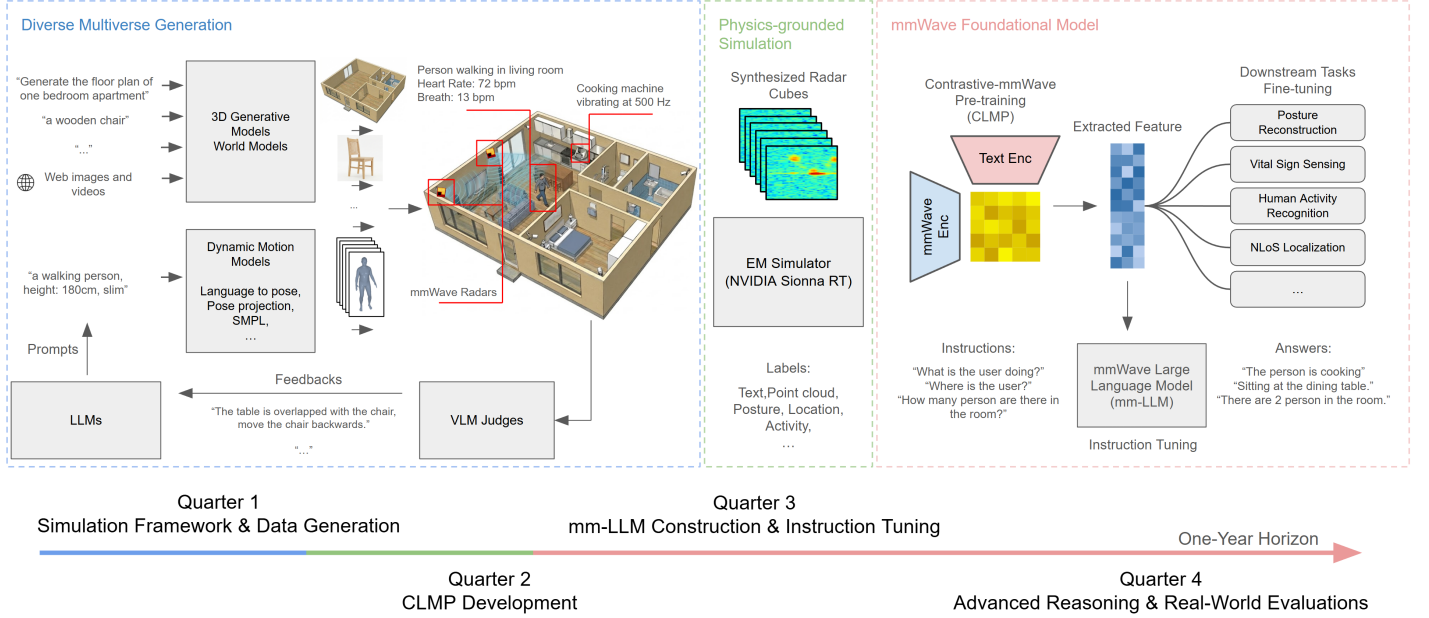 Diverse Multiverse Generation
“Generate the floor plan of
one bedroom apartment”
“a wooden chair”
“...”
Web images and
videos
3D Generative
Models
World Models
...
Person walking in living room
Heart Rate: 72 bpm
Breath: 13 bpm
Cooking machine
vibrating at 500 Hz
mmWave Radars
“a walking person,
height: 180cm, slim”
Dynamic Motion
Models
Language to pose,
Pose projection,
SMPL,
...
Prompts
LLMs
Feedbacks
“The table is overlapped with the chair,
move the chair backwards.”
“...”
VLM Judges
Physics-grounded
Simulation
Synthesized Radar
Cubes
EM Simulator
(NVIDIA Sionna RT)
Labels:
Text,Point cloud,
Posture, Location,
Activity,
...
mmWave Foundational Model
Contrastive-mmWave
Pre-training
(CLMP)
Text Enc
mmWave
Enc
Extracted Feature
Downstream Tasks
Fine-tuning
Posture
Reconstruction
Vital Sign Sensing
Human Activity
Recognition
NLoS Localization
...
Instructions:
“What is the user doing?”
“Where is the user?”
“How many person are there in
the room?”
mmWave Large
Language Model
(mm-LLM)
Instruction Tuning
Answers:
“The person is cooking”
“Sitting at the dining table.”
“There are 2 person in the room.”
Quarter 1
Simulation Framework & Data Generation
Quarter 2
CLMP Development
Quarter 3
mm-LLM Construction & Instruction Tuning
One-Year Horizon
Quarter 4
Advanced Reasoning & Real-World Evaluations